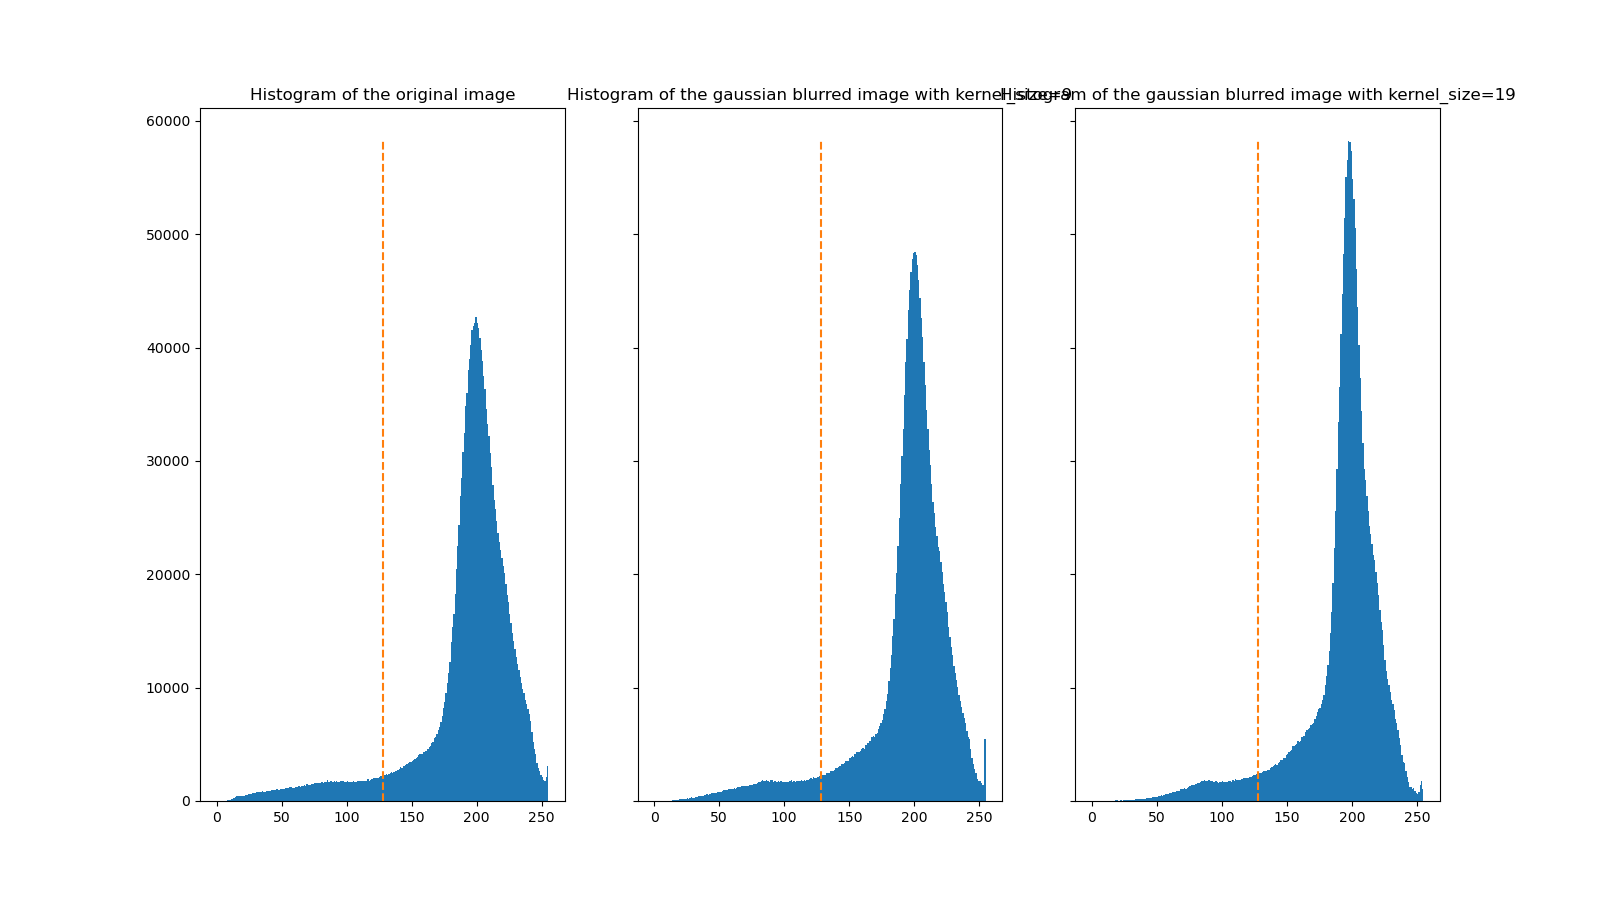 Histogram of the original image
Histogram of the gaussian blurred image with kernel_size=9
Histogram of the gaussian blurred image with kernel_size=19
60000
50000
40000
30000
20000
10000
0
0 50 100 150 200 250
0 50 100 150 200 250
0 50 100 150 200 250